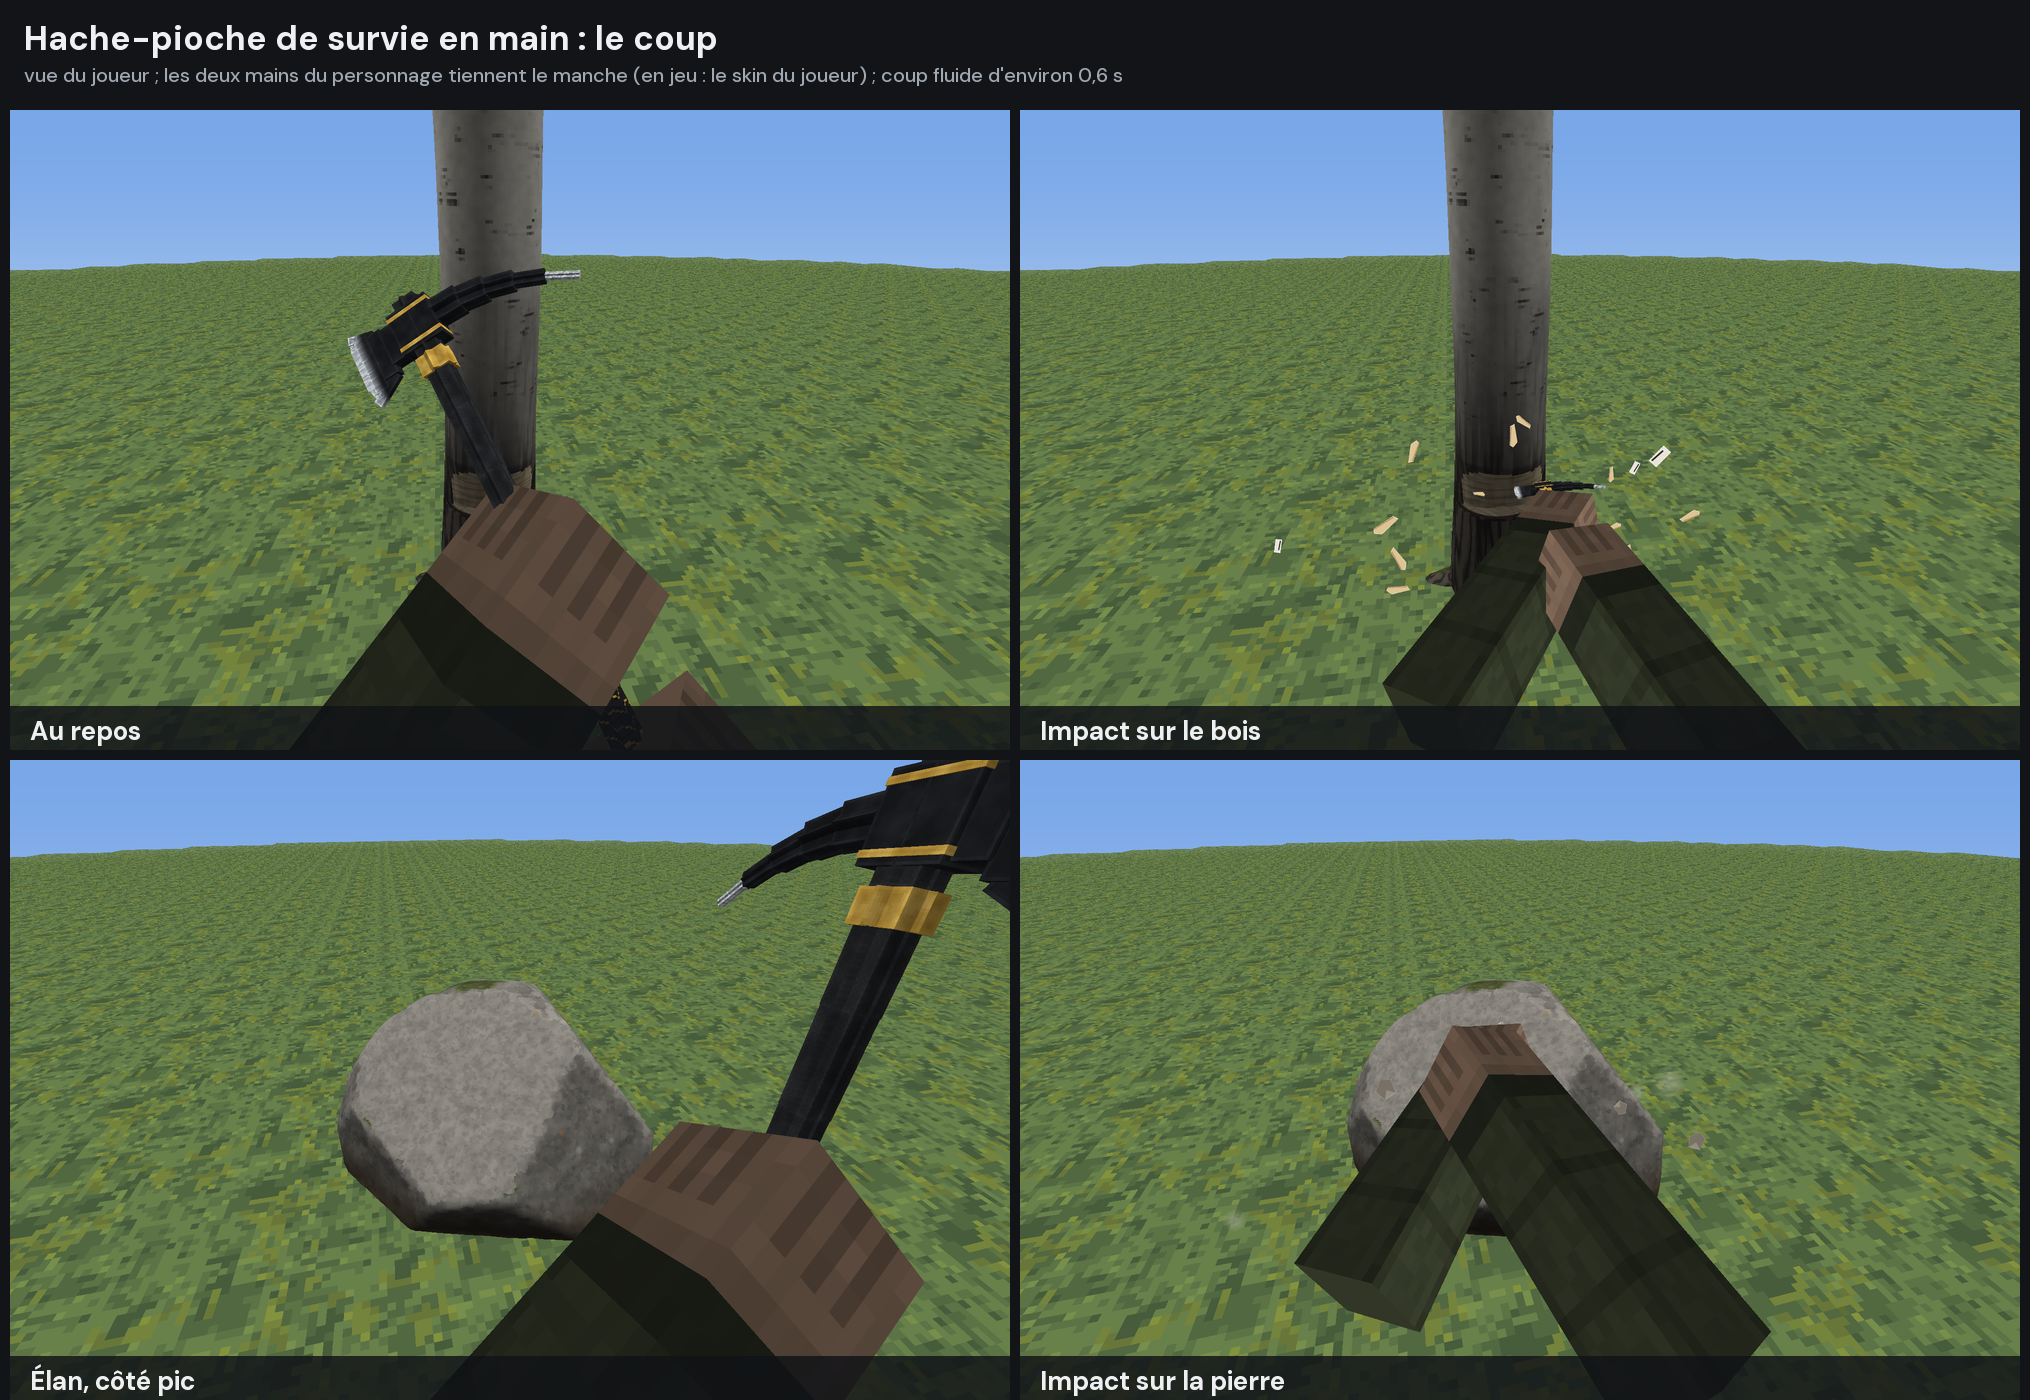 Hache-pioche de survie en main : le coup
vue du joueur ; les deux mains du personnage tiennent le manche (en jeu : le skin du joueur) ; coup fluide d'environ 0,6 s
Au repos
Impact sur le bois
Élan, côté pic
Impact sur la pierre